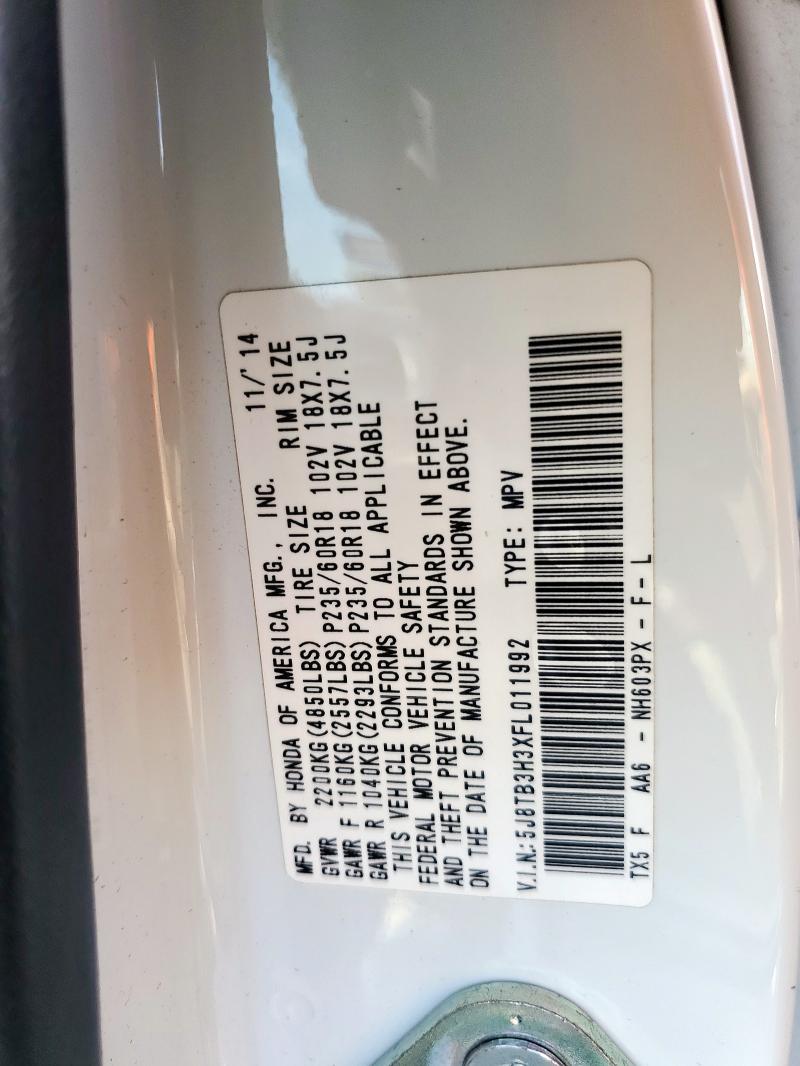 MFD. BY HONDA OF AMERICA MFG., INC. 11/'14
GVWR 2200KG(4850LBS) TIRE SIZE RIM SIZE
GAWR F 1160KG(2557LBS)P235/60R18 102V 18X7.5J
GAWR R 1040KG(2293LBS)P235/60R18 102V 18X7.5J
THIS VEHICLE CONFORMS TO ALL APPLICABLE
FEDERAL MOTOR VEHICLE SAFETY
AND THEFT PREVENTION STANDARDS IN EFFECT
ON THE DATE OF MANUFACTURE SHOWN ABOVE.
V.I.N.:5J8TB3H3XFL011992 TYPE: MPV
TX5 F AA6 - NH603PX - F - L